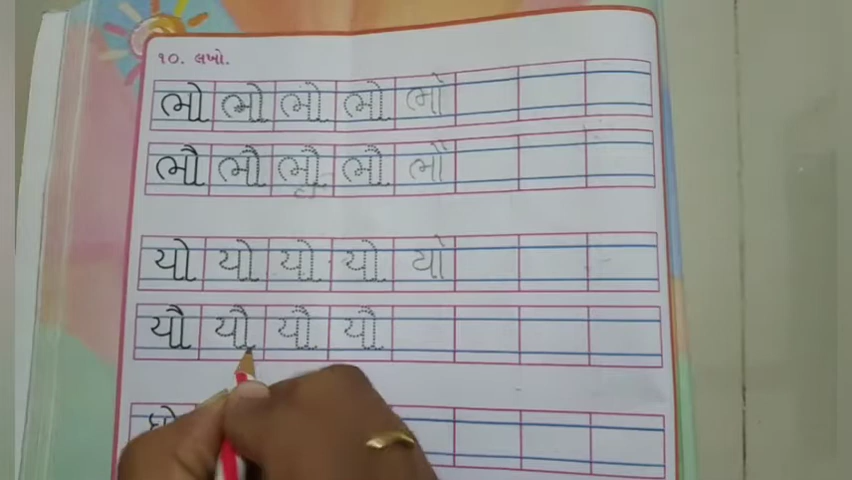 ૧૦. લખો.
ભો ભો ભો ભો ભો
ભૌ ભૌ ભૌ ભૌ ભૌ
યો યો યો યો યો
યૌ યૌ યૌ યૌ